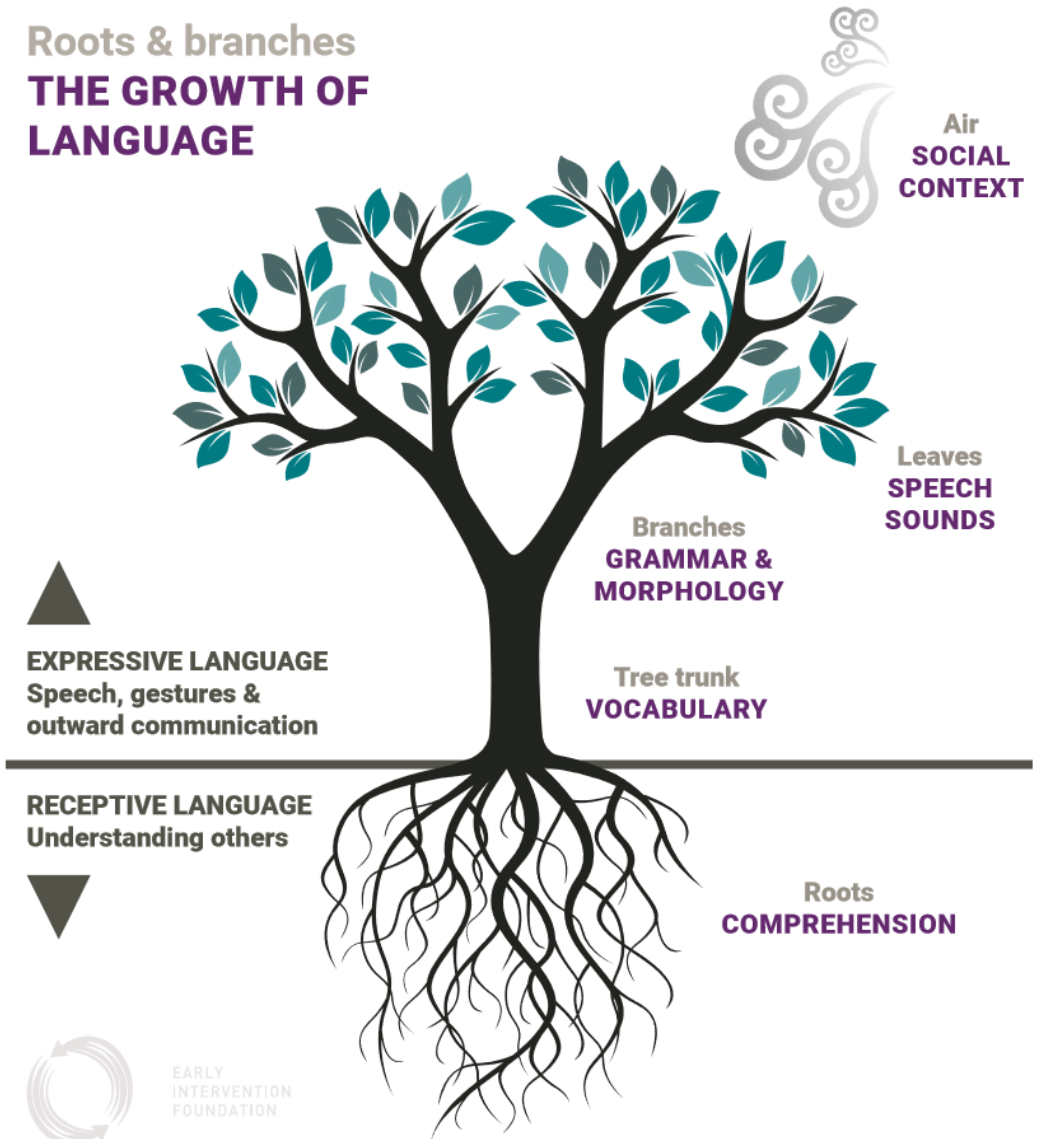 Roots & branches
THE GROWTH OF
LANGUAGE
Air
SOCIAL
CONTEXT
Leaves
SPEECH
SOUNDS
Branches
GRAMMAR &
MORPHOLOGY
Tree trunk
VOCABULARY
EXPRESSIVE LANGUAGE
Speech, gestures &
outward communication
RECEPTIVE LANGUAGE
Understanding others
Roots
COMPREHENSION
EARLY
INTERVENTION
FOUNDATION